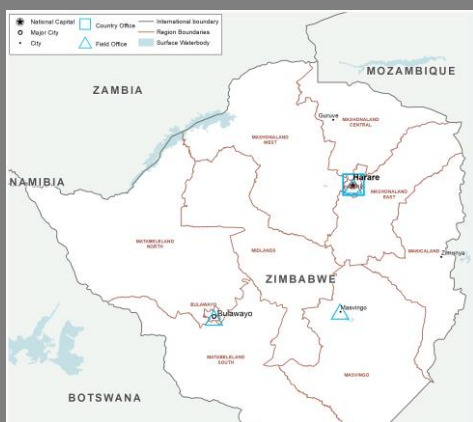 National Capital
Country Office
International boundary
Major City
Region Boundaries
City
Field Office
Surface Waterbody
MOZAMBIQUE
ZAMBIA
Guruve
MASHONALAND
CENTRAL
MASHONALAND
WEST
Harare
NAMIBIA
MASHONALAND
EAST
MATABELELAND
NORTH
MIDLANDS
MANICALAND
Zimunya
ZIMBABWE
BULAWAYO
Bulawayo
Masvingo
MATABELELAND
SOUTH
MASVINGO
BOTSWANA